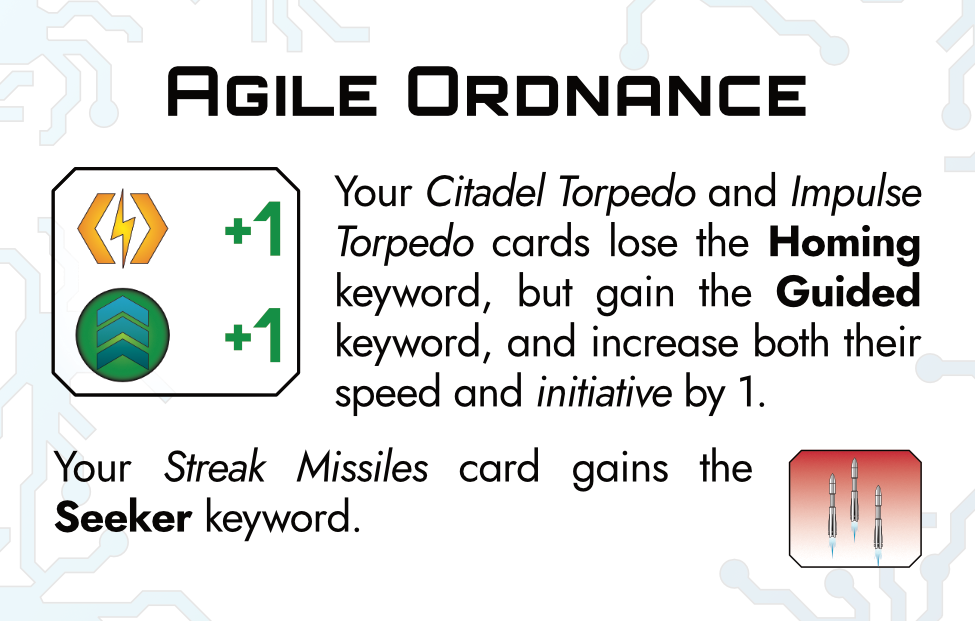 AGILE ORDNANCE
+1
+1
Your Citadel Torpedo and Impulse
Torpedo cards lose the Homing
keyword, but gain the Guided
keyword, and increase both their
speed and initiative by 1.
Your Streak Missiles card gains the
Seeker keyword.